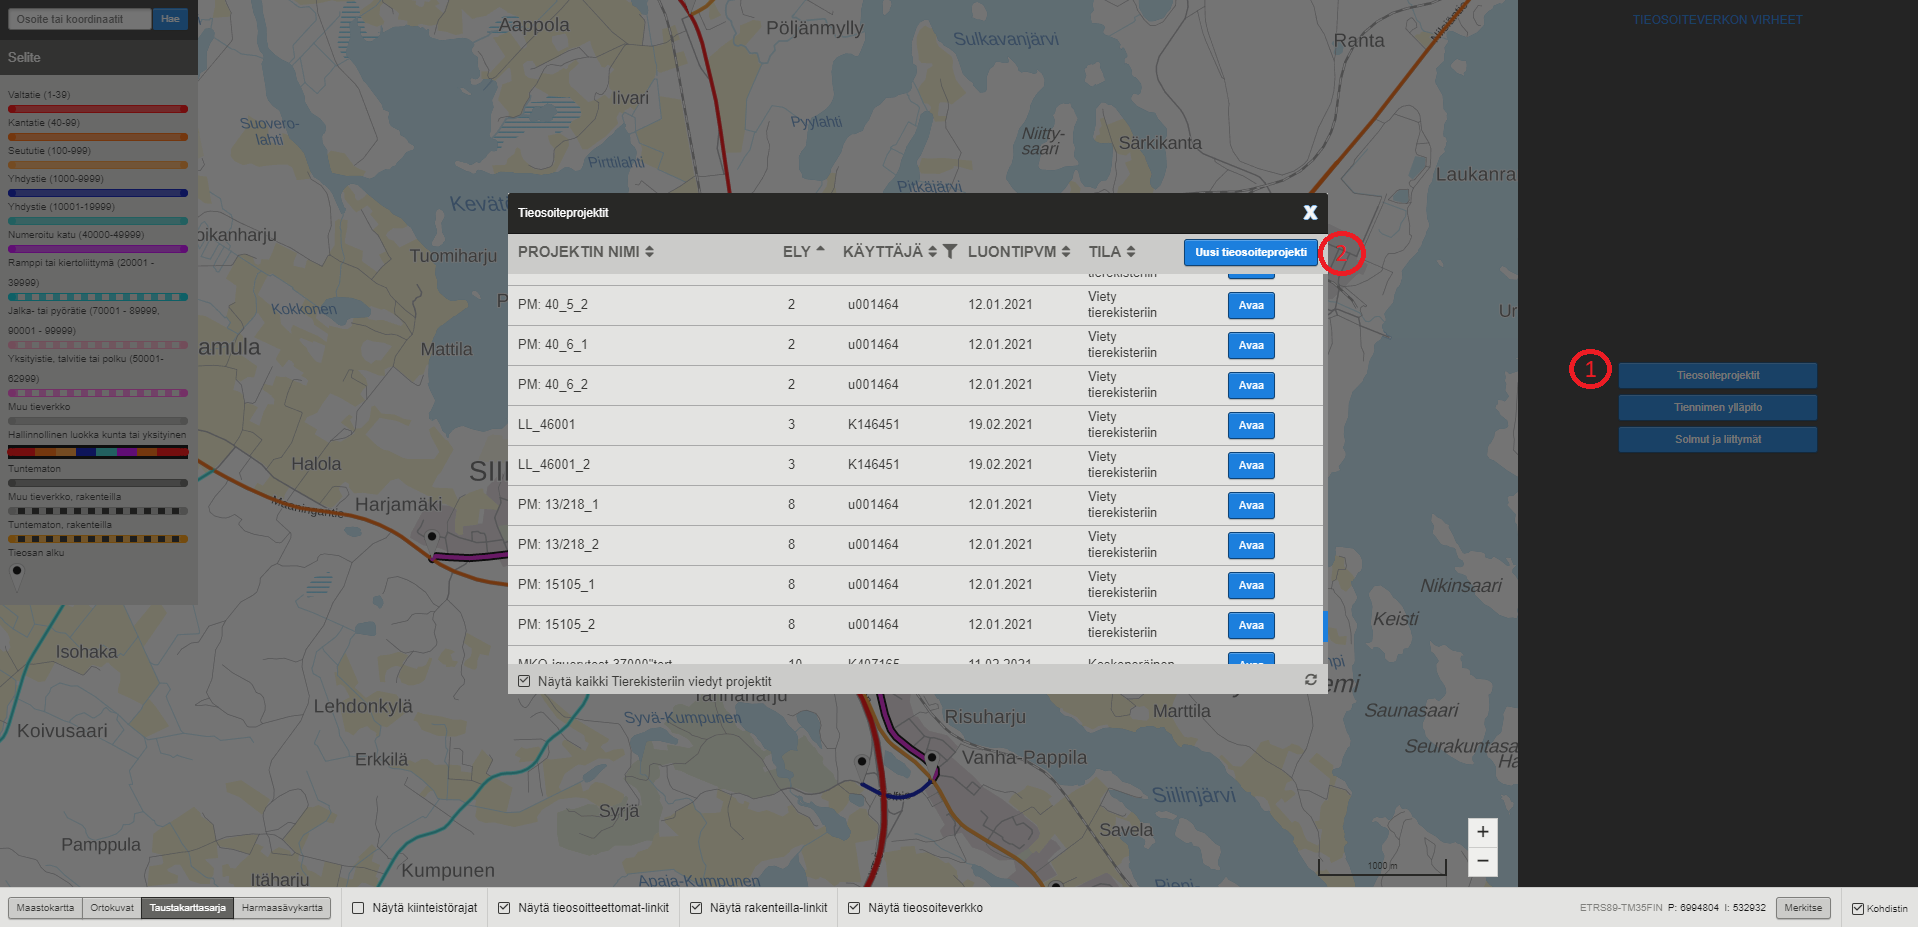 Osoite tai koordinaatit
Hae
Selite
Valtatie (1-39)
Kantatie (40-99)
Seututie (100-999)
Yhdystie (1000-9999)
Yhdystie (10001-19999)
Numeroitu katu (40000-49999)
Ramppi tai kiertoliittymä (20001 -
39999)
Jalka- tai pyörätie (70001 - 89999,
90001 - 99999)
Yksityistie, talvitie tai polku (50001-
62999)
Muu tieverkko
Hallinnollinen luokka kunta tai yksityinen
Tuntematon
Muu tieverkko, rakenteilla
Tuntematon, rakenteilla
Tieosan alku
Aappola
Pöljänmylly
Sulkavanjärvi
Ranta
Nilsiäntie
Iivari
Suovero-
lahti
Pyylahti
Niitty-
saari
Särkikanta
Pirttilahti
Pitkäjärvi
Laukanra
Kevät
oikanharju
Tuomiharju
Kokkonen
amula
Mattila
Ur
Halola
SII
Harjamäki
Maaningantie
Nikinsaari
Keisti
Isohaka
Lehdonkylä
Koivusaari
Erkkilä
Syvä-Kumpunen
Risuharju
Marttila
Saunasaari
Seurakuntasa
Vanha-Pappila
Siilinjärvi
Syrjä
Savela
Pamppula
Itäharju
Kumpunen
Apaja-Kumpunen
1000 m
+
−
Tieosoiteprojektit
X
PROJEKTIN NIMI ELY KÄYTTÄJÄ LUONTIPVM TILA Uusi tieosoiteprojekti
2
tierekisteriin
PM: 40_5_2 2 u001464 12.01.2021 Viety tierekisteriin Avaa
PM: 40_6_1 2 u001464 12.01.2021 Viety tierekisteriin Avaa
PM: 40_6_2 2 u001464 12.01.2021 Viety tierekisteriin Avaa
LL_46001 3 K146451 19.02.2021 Viety tierekisteriin Avaa
LL_46001_2 3 K146451 19.02.2021 Viety tierekisteriin Avaa
PM: 13/218_1 8 u001464 12.01.2021 Viety tierekisteriin Avaa
PM: 13/218_2 8 u001464 12.01.2021 Viety tierekisteriin Avaa
PM: 15105_1 8 u001464 12.01.2021 Viety tierekisteriin Avaa
PM: 15105_2 8 u001464 12.01.2021 Viety tierekisteriin Avaa
Näytä kaikki Tierekisteriin viedyt projektit
TIEOSOITEVERKON VIRHEET
1
Tieosoiteprojektit
Tiennimen ylläpito
Solmut ja liittymät
Maastokartta Ortokuvat Taustakarttasarja Harmaasävykartta
Näytä kiinteistörajat
Näytä tieosoitteettomat-linkit
Näytä rakenteilla-linkit
Näytä tieosoiteverkko
ETRS89-TM35FIN P: 6994804 I: 532932
Merkitse
Kohdistin